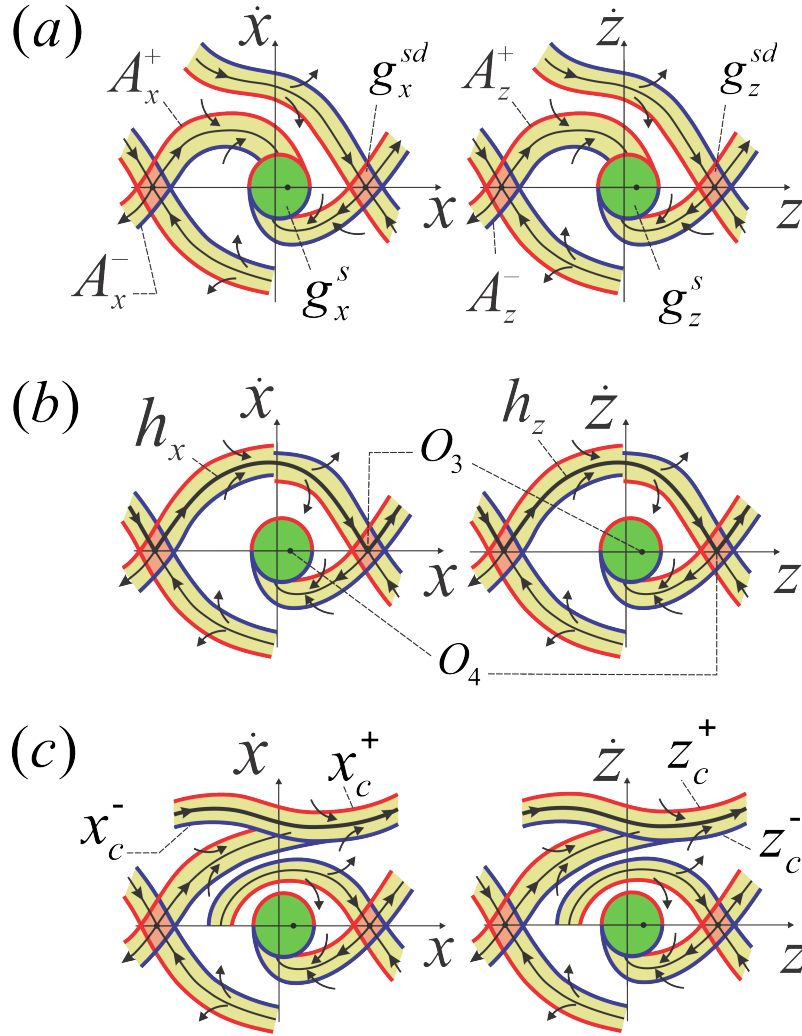 (a)
ẋ
A_x^+
g_x^{sd}
x
A_x^-
g_x^s
ż
A_z^+
g_z^{sd}
z
A_z^-
g_z^s
(b)
ẋ
h_x
x
O_3
O_4
ż
h_z
z
(c)
ẋ
x_c^+
x_c^-
x
ż
z_c^+
z_c^-
z